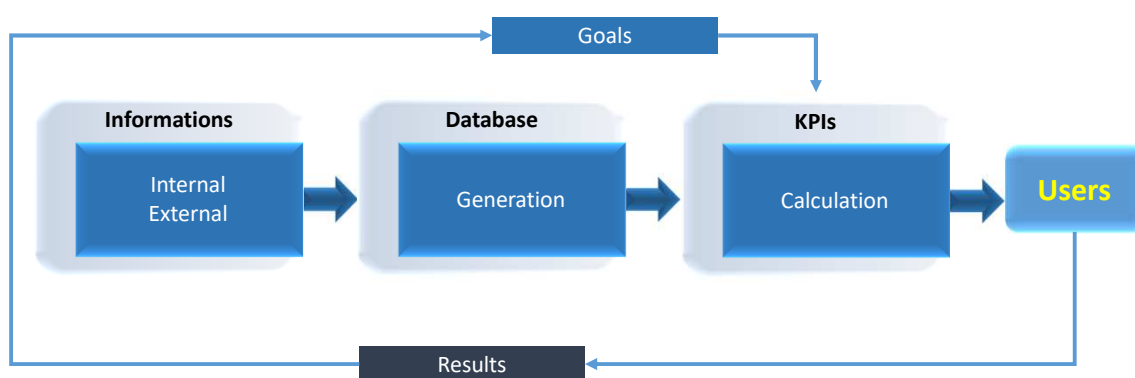 Goals
Informations
Internal
External
Database
Generation
KPIs
Calculation
Users
Results